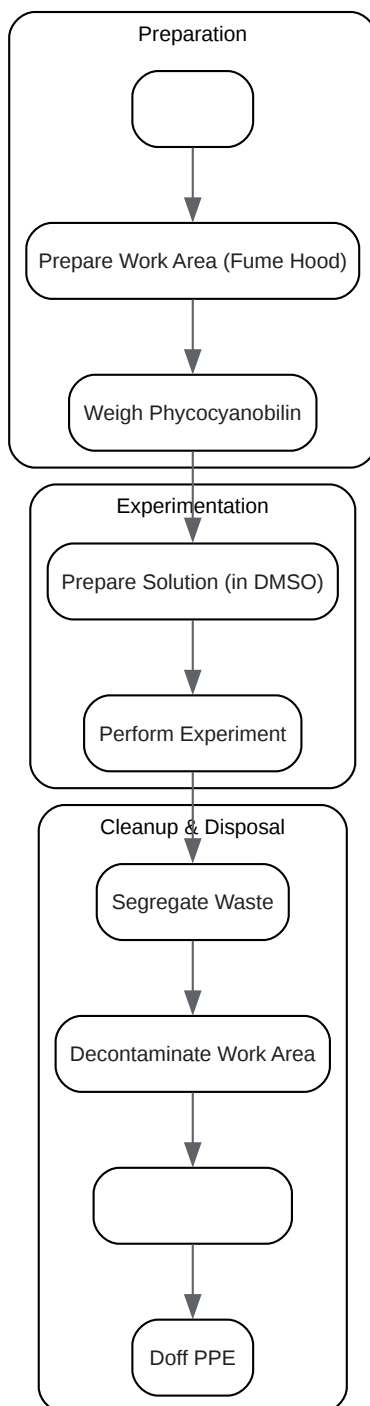 Preparation
Prepare Work Area (Fume Hood)
Weigh Phycocyanobilin
Experimentation
Prepare Solution (in DMSO)
Perform Experiment
Cleanup & Disposal
Segregate Waste
Decontaminate Work Area
Doff PPE